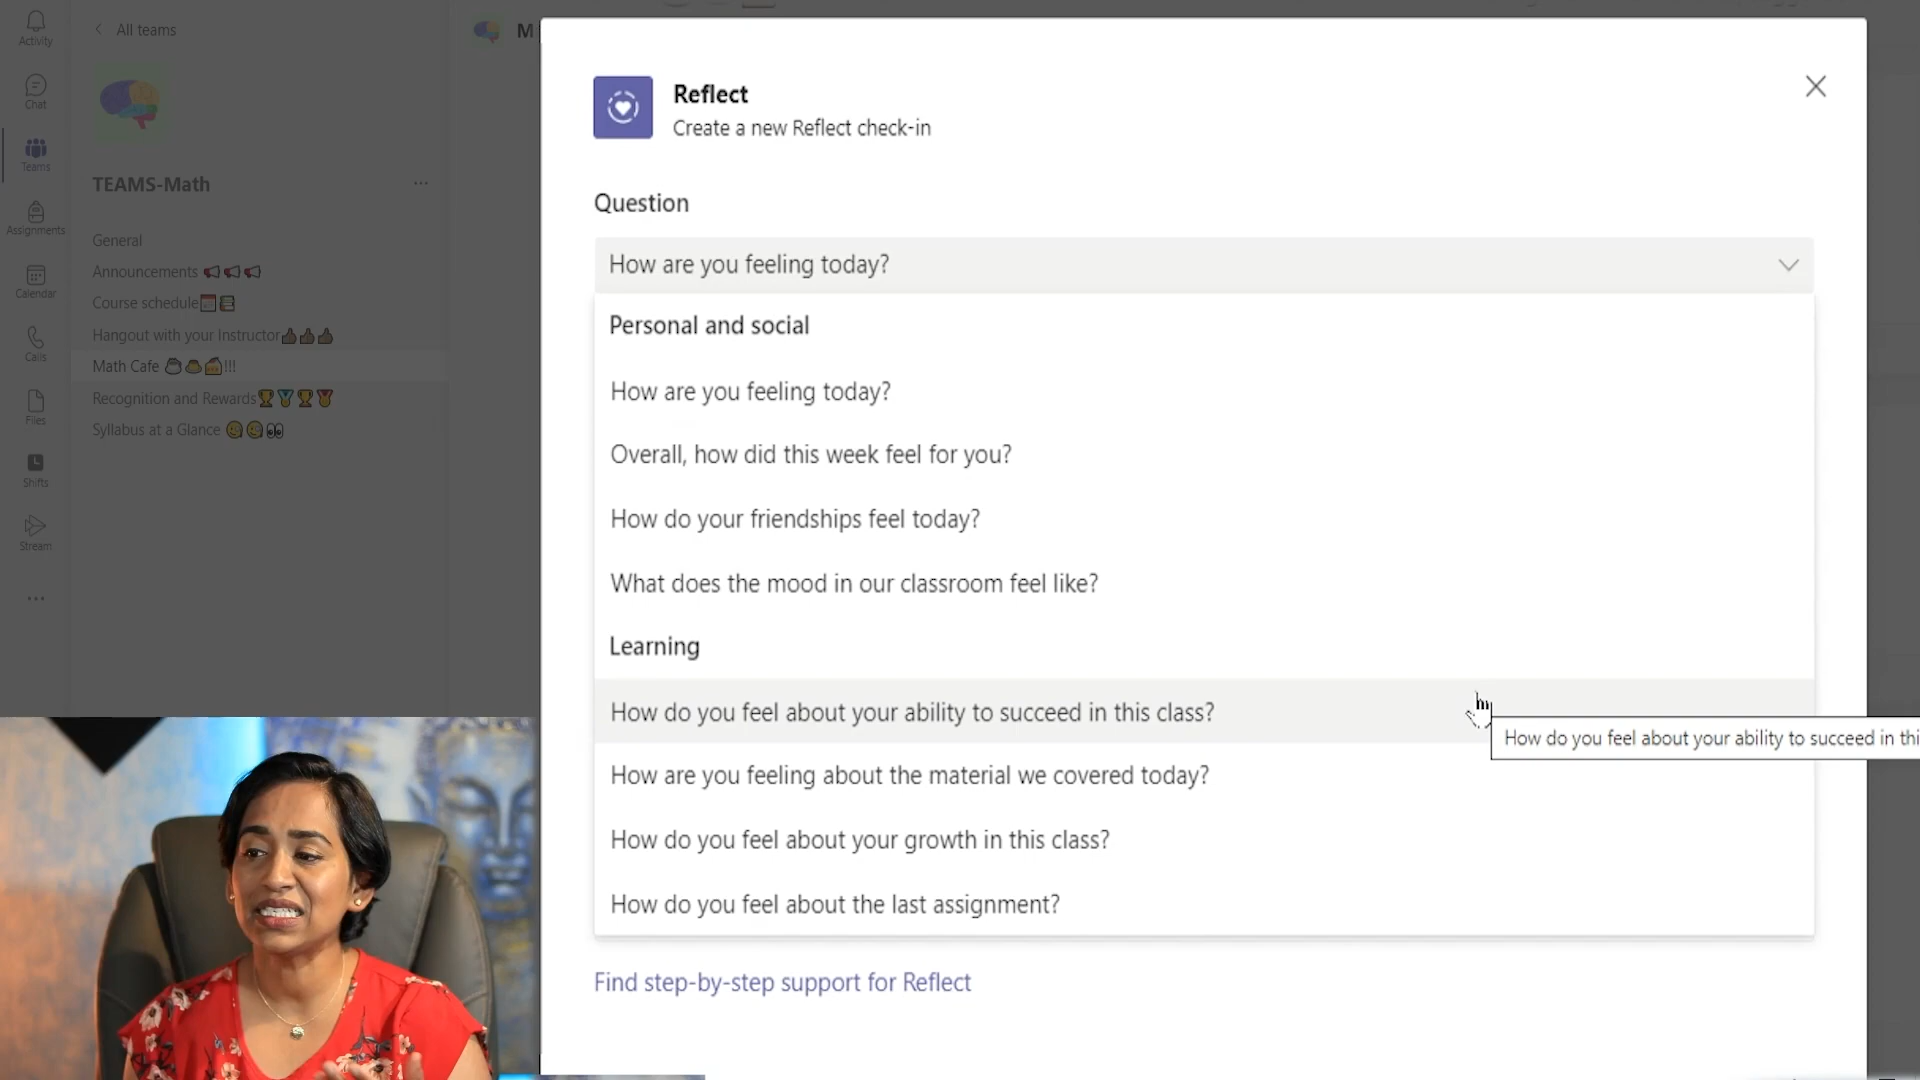 Activity
Chat
Teams
Assignments
Calendar
Calls
Files
Shifts
Stream
All teams
TEAMS-Math
General
Announcements
Course schedule
Hangout with your Instructor
Math Cafe !!!
Recognition and Rewards
Syllabus at a Glance
M
Reflect
Create a new Reflect check-in
Question
How are you feeling today?
Personal and social
How are you feeling today?
Overall, how did this week feel for you?
How do your friendships feel today?
What does the mood in our classroom feel like?
Learning
How do you feel about your ability to succeed in this class?
How do you feel about your ability to succeed in thi
How are you feeling about the material we covered today?
How do you feel about your growth in this class?
How do you feel about the last assignment?
Find step-by-step support for Reflect